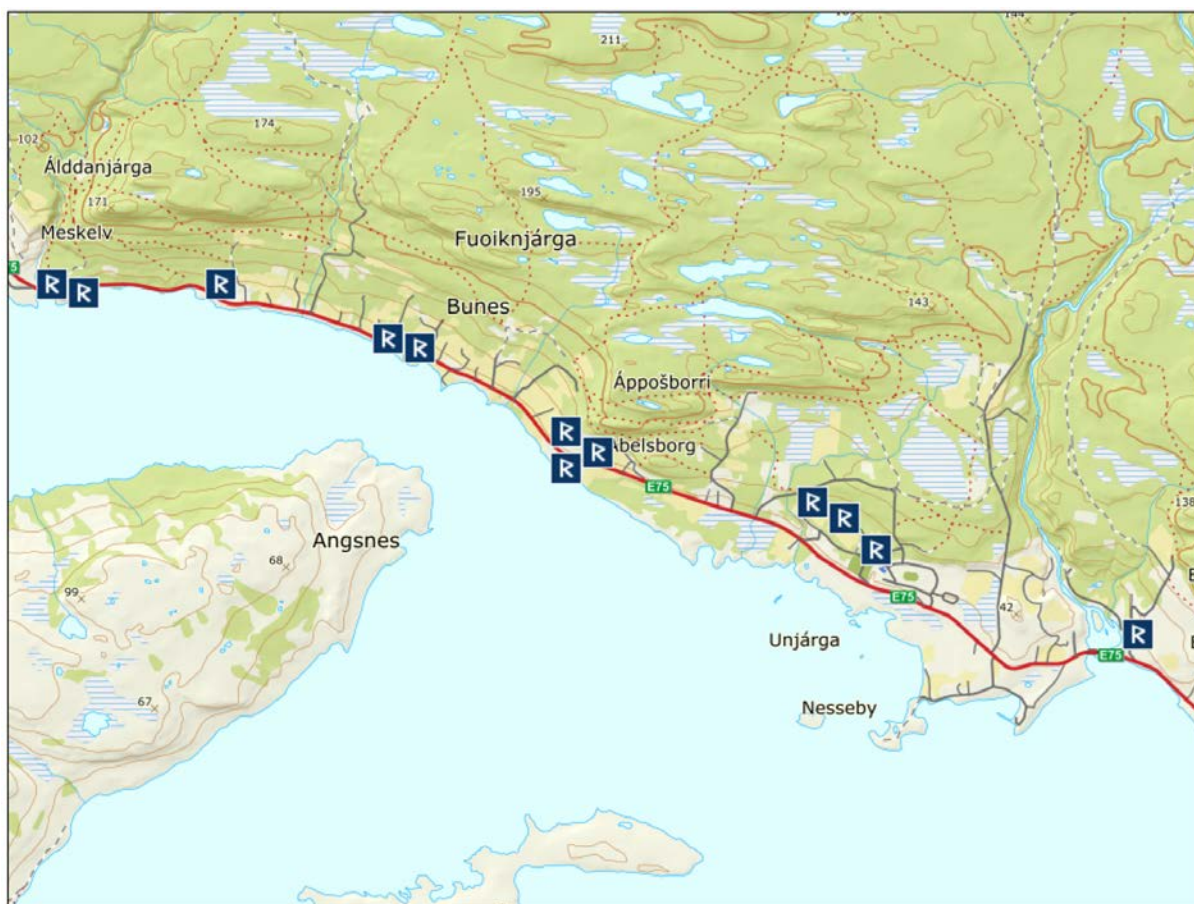 211
144
174
102
Álddanjárga
195
171
Meskelv
Fuoiknjárga
R
R
R
Bunes
143
R
R
Áppošborri
R
Abelsborg
R
R
E75
R
138
R
Angsnes
R
68
99
E75
42
Unjárga
R
E75
67
Nesseby